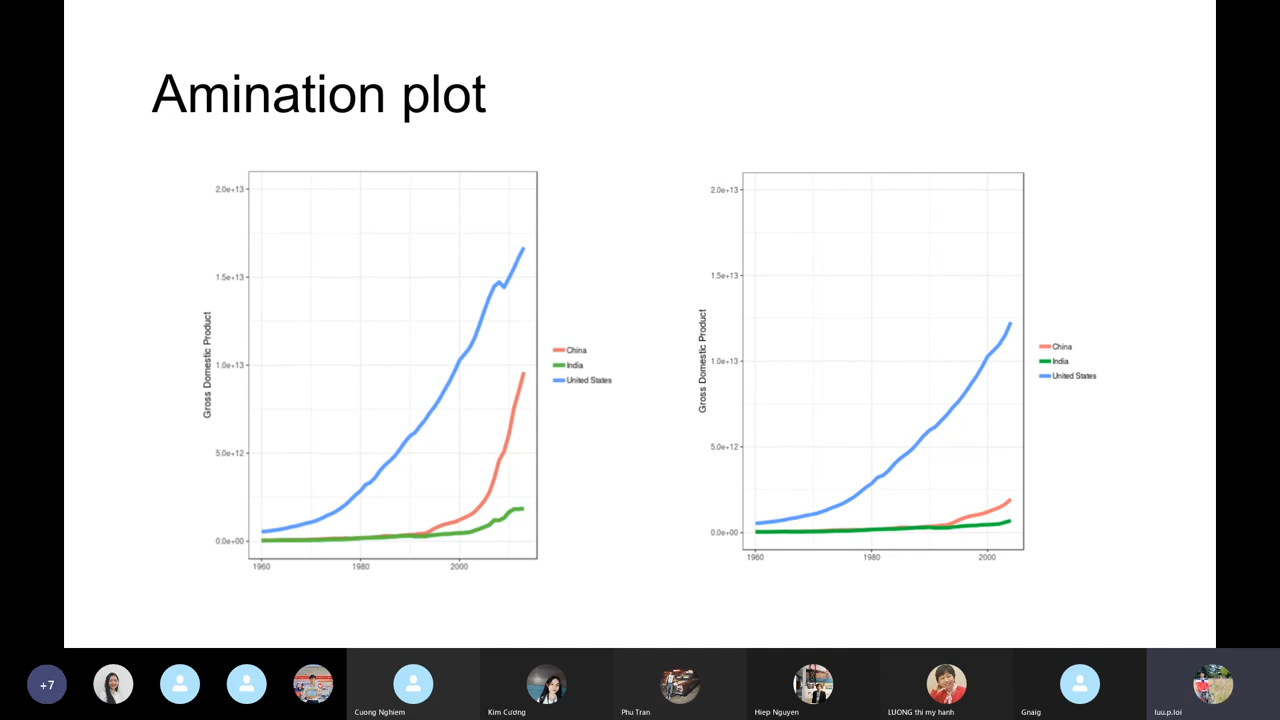 Amination plot
Gross Domestic Product
2.0e+13
1.5e+13
1.0e+13
5.0e+12
0.0e+00
1960
1980
2000
China
India
United States
Gross Domestic Product
2.0e+13
1.5e+13
1.0e+13
5.0e+12
0.0e+00
1960
1980
2000
China
India
United States
+7
Cuong Nghiem
Kim Cương
Phu Tran
Hiep Nguyen
LUONG thi my hanh
Gnaig
luu.p.loi